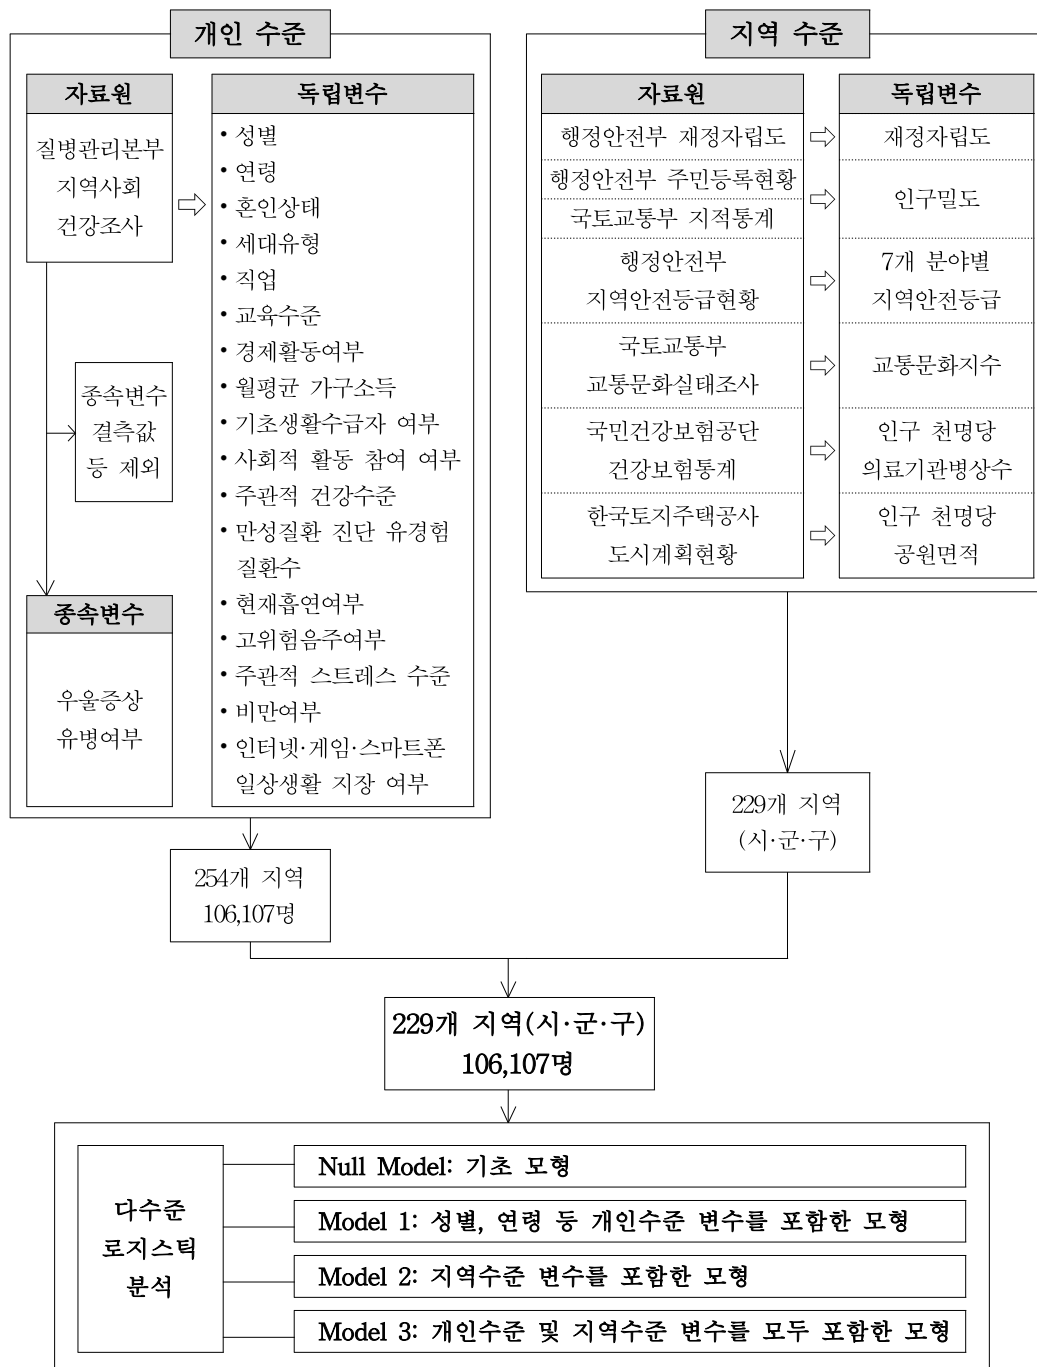 개인 수준
자료원
질병관리본부
지역사회
건강조사
독립변수
• 성별
• 연령
• 혼인상태
• 세대유형
• 직업
• 교육수준
• 경제활동여부
• 월평균 가구소득
• 기초생활수급자 여부
• 사회적 활동 참여 여부
• 주관적 건강수준
• 만성질환 진단 유경험
질환수
• 현재흡연여부
• 고위험음주여부
• 주관적 스트레스 수준
• 비만여부
• 인터넷·게임·스마트폰
일상생활 지장 여부
종속변수
결측값
등 제외
종속변수
우울증상
유병여부
지역 수준
자료원
독립변수
행정안전부 재정자립도
재정자립도
행정안전부 주민등록현황
국토교통부 지적통계
인구밀도
행정안전부
지역안전등급현황
7개 분야별
지역안전등급
국토교통부
교통문화실태조사
교통문화지수
국민건강보험공단
건강보험통계
인구 천명당
의료기관병상수
한국토지주택공사
도시계획현황
인구 천명당
공원면적
254개 지역
106,107명
229개 지역
(시·군·구)
229개 지역(시·군·구)
106,107명
다수준
로지스틱
분석
Null Model: 기초 모형
Model 1: 성별, 연령 등 개인수준 변수를 포함한 모형
Model 2: 지역수준 변수를 포함한 모형
Model 3: 개인수준 및 지역수준 변수를 모두 포함한 모형